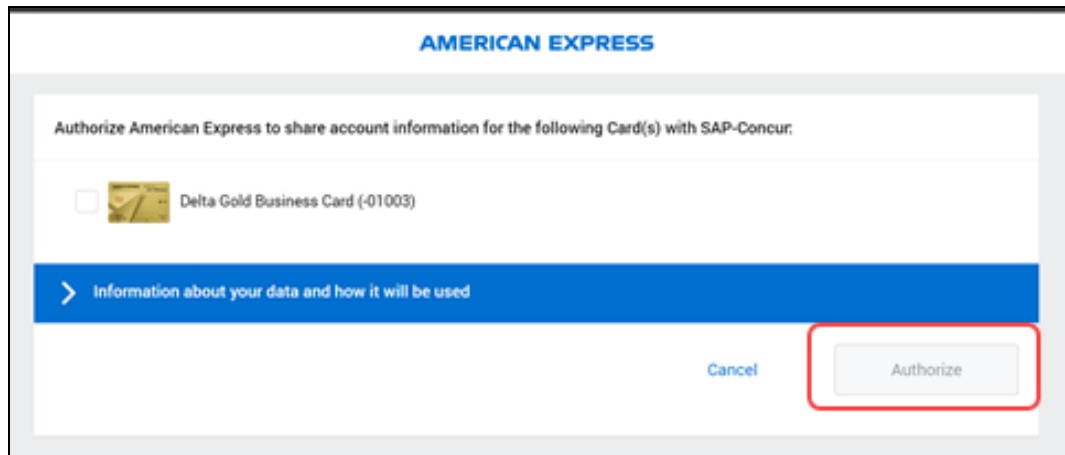 AMERICAN EXPRESS
Authorize American Express to share account information for the following Card(s) with SAP-Concur:
Delta Gold Business Card (-01003)
Information about your data and how it will be used
Cancel
Authorize